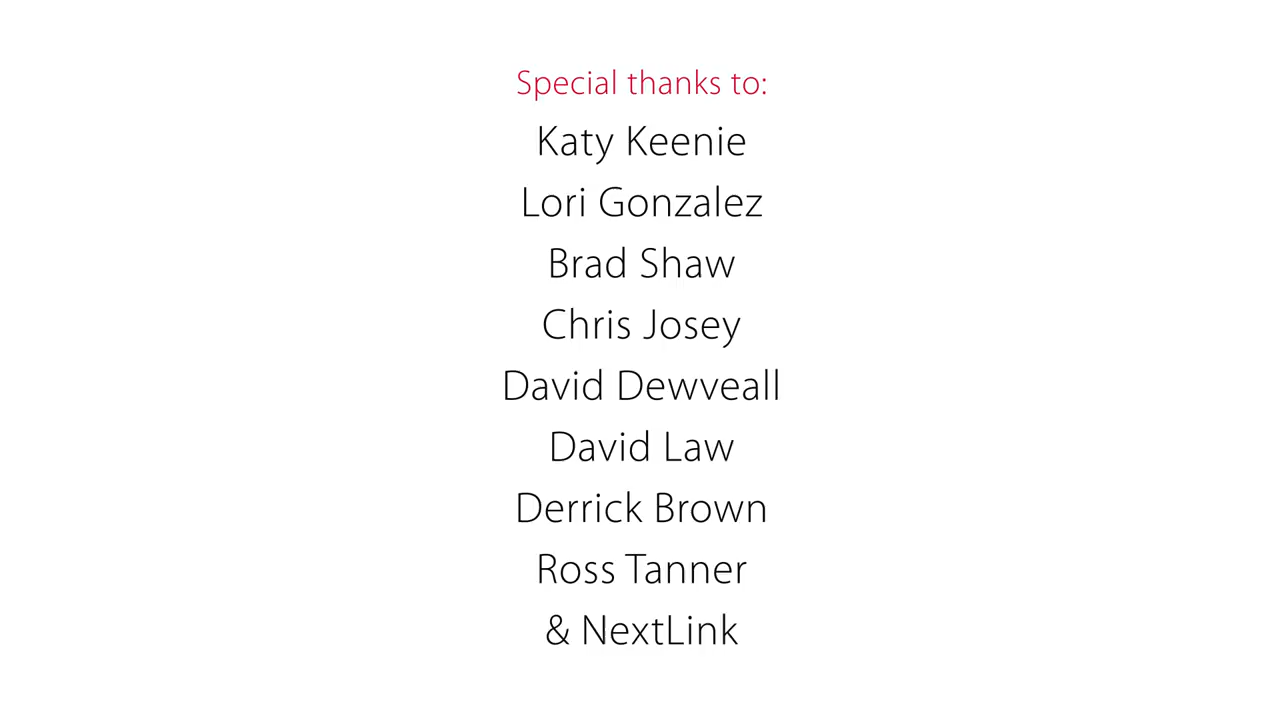 Special thanks to:
Katy Keenie
Lori Gonzalez
Brad Shaw
Chris Josey
David Dewveall
David Law
Derrick Brown
Ross Tanner
& NextLink